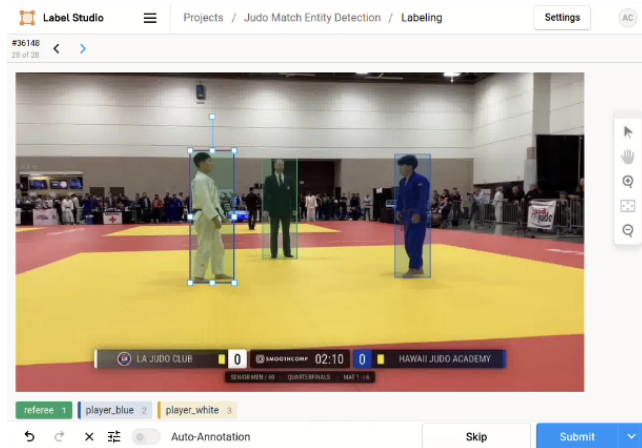 Label Studio
Projects / Judo Match Entity Detection / Labeling
Settings
AC
#36148
28 of 28
judo
LA JUDO CLUB 0 SMOOTHCOMP 02:10 0 HAWAII JUDO ACADEMY
QUARTERFINALS
referee 1
player_blue 2
player_white 3
Auto-Annotation
Skip
Submit